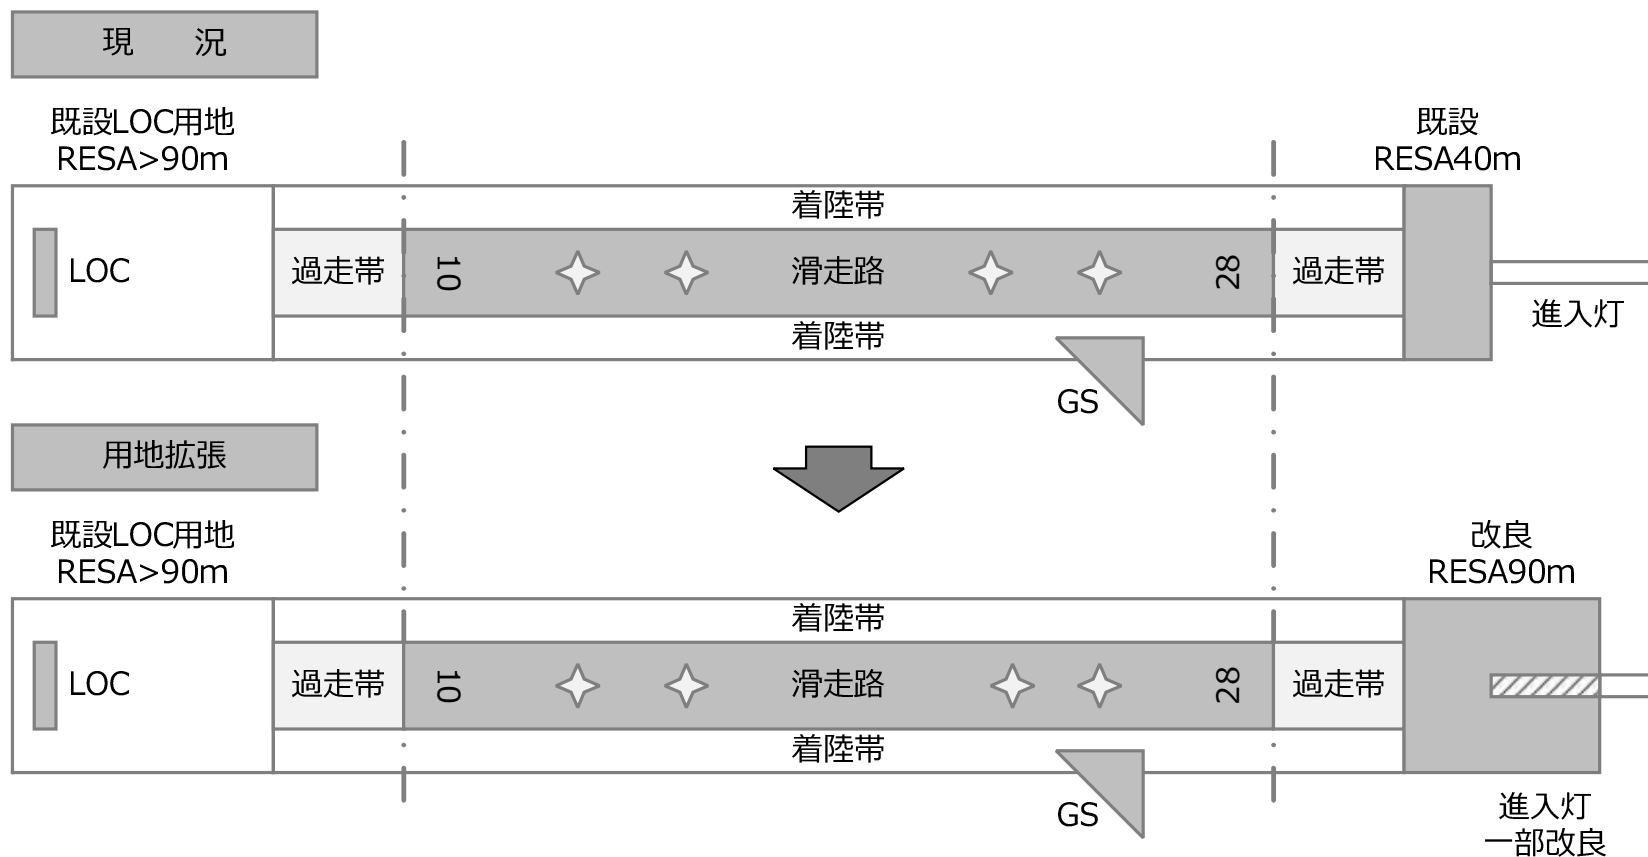 現　況
既設LOC用地
RESA>90m
既設
RESA40m
着陸帯
LOC
過走帯
10
滑走路
28
過走帯
進入灯
着陸帯
GS
用地拡張
既設LOC用地
RESA>90m
改良
RESA90m
着陸帯
LOC
過走帯
10
滑走路
28
過走帯
着陸帯
GS
進入灯
一部改良